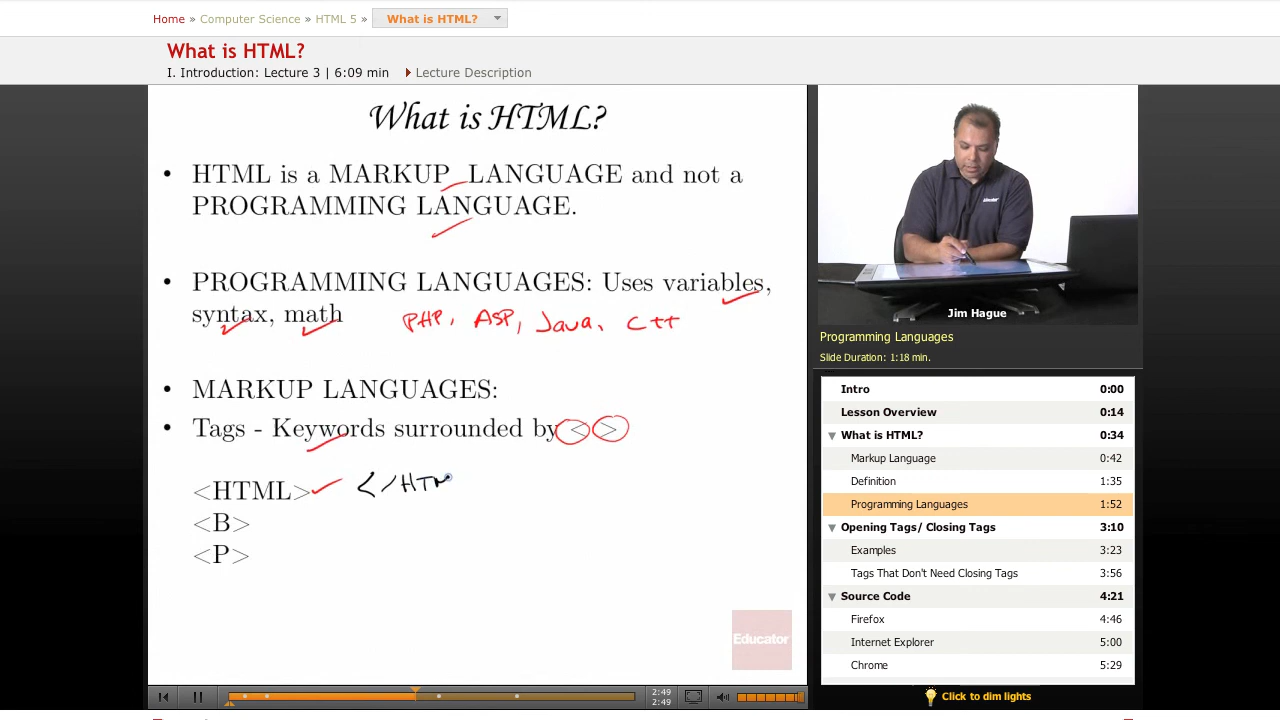 Home » Computer Science » HTML 5 » What is HTML?
What is HTML?
I. Introduction: Lecture 3 | 6:09 min Lecture Description
What is HTML?
• HTML is a MARKUP LANGUAGE and not a
PROGRAMMING LANGUAGE.
• PROGRAMMING LANGUAGES: Uses variables,
syntax, math PHP, ASP, Java, C++
• MARKUP LANGUAGES:
• Tags - Keywords surrounded by < >
<HTML> </HTM
<B>
<P>
Educator
Educator
Jim Hague
Programming Languages
Slide Duration: 1:18 min.
Intro 0:00
Lesson Overview 0:14
What is HTML? 0:34
Markup Language 0:42
Definition 1:35
Programming Languages 1:52
Opening Tags/ Closing Tags 3:10
Examples 3:23
Tags That Don't Need Closing Tags 3:56
Source Code 4:21
Firefox 4:46
Internet Explorer 5:00
Chrome 5:29
2:49
2:49
Click to dim lights